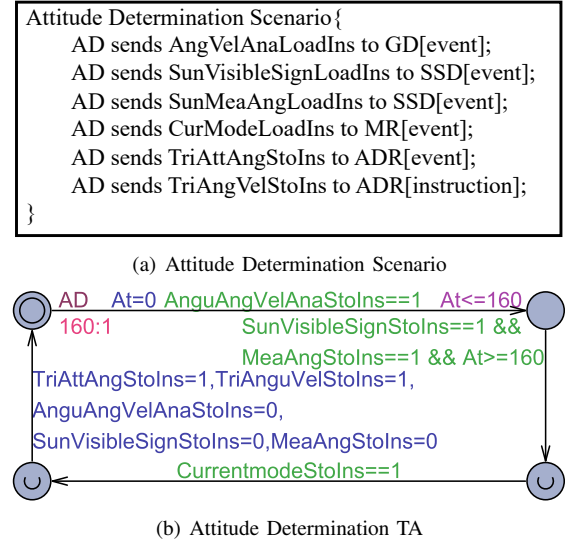 Attitude Determination Scenario{
AD sends AngVelAnaLoadIns to GD[event];
AD sends SunVisibleSignLoadIns to SSD[event];
AD sends SunMeaAngLoadIns to SSD[event];
AD sends CurModeLoadIns to MR[event];
AD sends TriAttAngStoIns to ADR[event];
AD sends TriAngVelStoIns to ADR[instruction];
}
(a) Attitude Determination Scenario
AD At=0 AnguAngVelAnaStoIns==1 At<=160
160:1 SunVisibleSignStoIns==1 &&
MeaAngStoIns==1 && At>=160
TriAttAngStoIns=1,TriAnguVelStoIns=1,
AnguAngVelAnaStoIns=0,
SunVisibleSignStoIns=0,MeaAngStoIns=0
CurrentmodeStoIns==1
(b) Attitude Determination TA